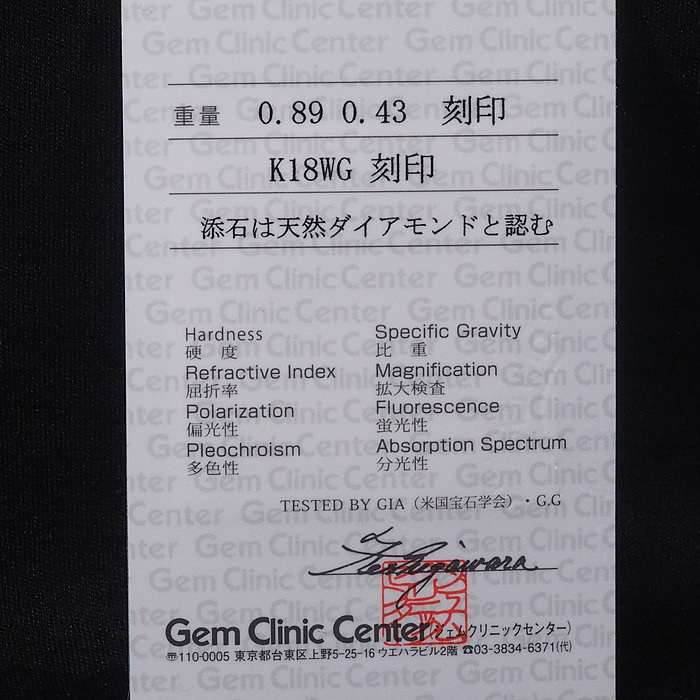 重量 0.89 0.43 刻印
K18WG 刻印
添石は天然ダイアモンドと認む
Hardness Specific Gravity
硬 度 比 重
Refractive Index Magnification
屈折率 拡大検査
Polarization Fluorescence
偏光性 蛍光性
Pleochroism Absorption Spectrum
多色性 分光性
TESTED BY GIA（米国宝石学会）・G.G
Gem Clinic Center(ジェムクリニックセンター)
〒110-0005 東京都台東区上野5-25-16 ウエハラビル2階 ☎03-3834-6371(代)